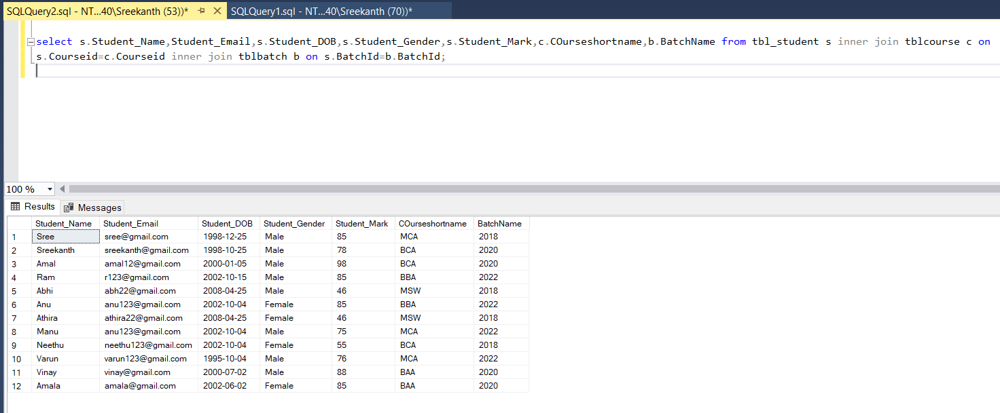 SQLQuery2.sql - NT...40\Sreekanth (53))* SQLQuery1.sql - NT...40\Sreekanth (70))*
select s.Student_Name,Student_Email,s.Student_DOB,s.Student_Gender,s.Student_Mark,c.COurseshortname,b.BatchName from tbl_student s inner join tblcourse c on
s.Courseid=c.Courseid inner join tblbatch b on s.BatchId=b.BatchId;
100 %
Results Messages
Student_Name Student_Email Student_DOB Student_Gender Student_Mark COurseshortname BatchName
1 Sree sree@gmail.com 1998-12-25 Male 85 MCA 2018
2 Sreekanth sreekanth@gmail.com 1998-10-25 Male 78 BCA 2020
3 Amal amal12@gmail.com 2000-01-05 Male 98 BCA 2020
4 Ram r123@gmail.com 2002-10-15 Male 85 BBA 2022
5 Abhi abh22@gmail.com 2008-04-25 Male 46 MSW 2018
6 Anu anu123@gmail.com 2002-10-04 Female 85 BBA 2022
7 Athira athira22@gmail.com 2008-04-25 Female 46 MSW 2018
8 Manu anu123@gmail.com 2002-10-04 Male 75 MCA 2022
9 Neethu neethu123@gmail.com 2002-10-04 Female 55 BCA 2018
10 Varun varun123@gmail.com 1995-10-04 Male 76 MCA 2022
11 Vinay vinay@gmail.com 2000-07-02 Male 88 BAA 2020
12 Amala amala@gmail.com 2002-06-02 Female 85 BAA 2020